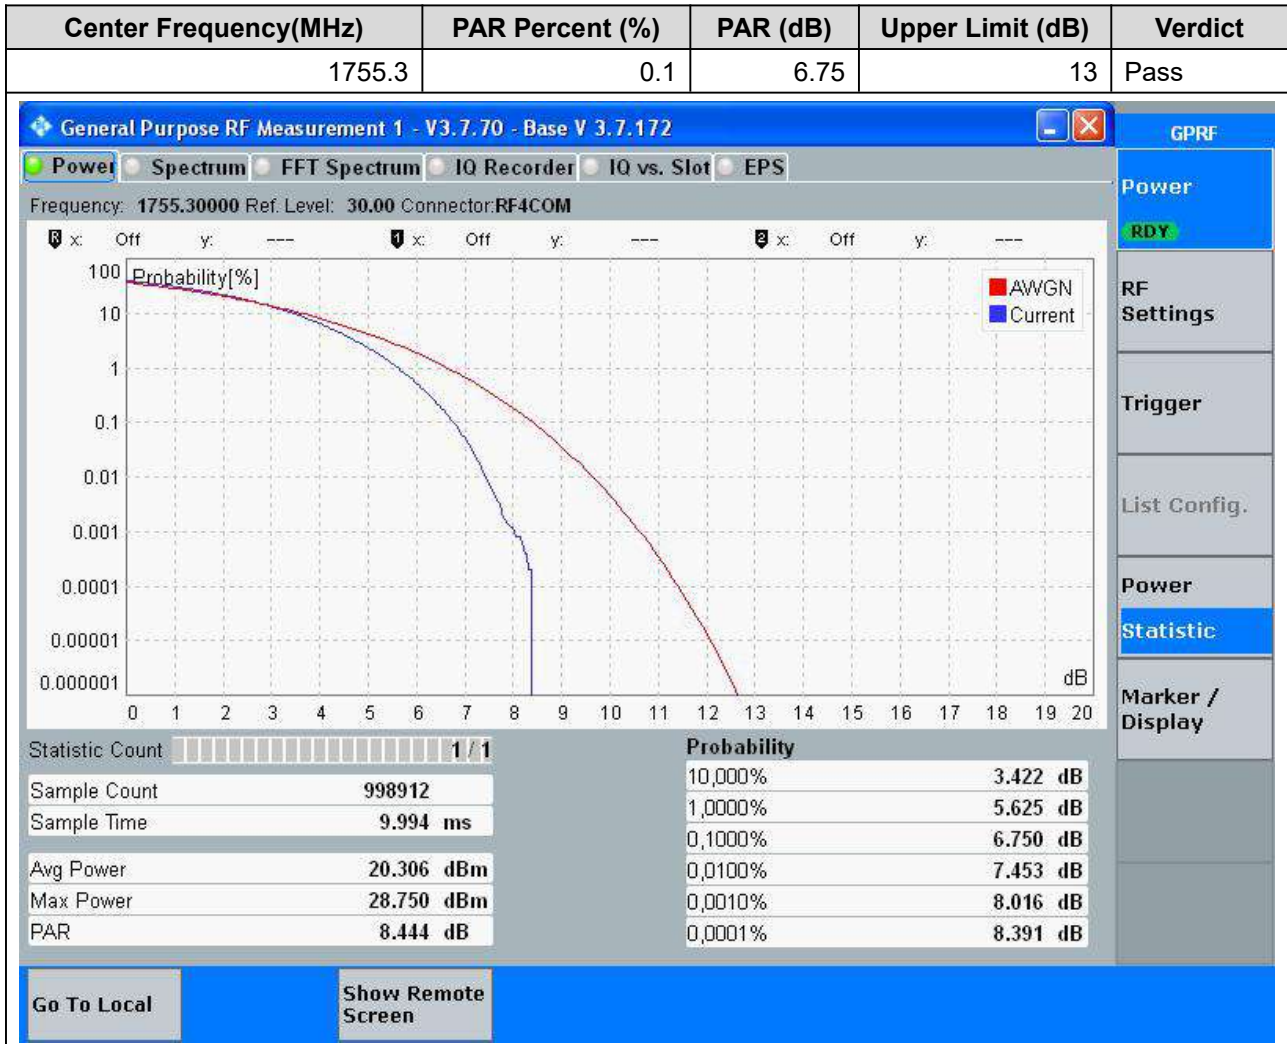 Center Frequency(MHz) PAR Percent (%) PAR (dB) Upper Limit (dB) Verdict
1755.3 0.1 6.75 13 Pass
General Purpose RF Measurement 1 - V3.7.70 - Base V 3.7.172
GPRF
Power Spectrum FFT Spectrum IQ Recorder IQ vs. Slot EPS
Frequency: 1755.30000 Ref. Level: 30.00 Connector:RF4COM
R x: Off y: --- 1 x: Off y: --- 2 x: Off y: ---
Probability[%]
100
10
1
0.1
0.01
0.001
0.0001
0.00001
0.000001
AWGN
Current
dB
0 1 2 3 4 5 6 7 8 9 10 11 12 13 14 15 16 17 18 19 20
Statistic Count 1 / 1
Sample Count 998912
Sample Time 9.994 ms
Avg Power 20.306 dBm
Max Power 28.750 dBm
PAR 8.444 dB
Probability
10,000% 3.422 dB
1,0000% 5.625 dB
0,1000% 6.750 dB
0,0100% 7.453 dB
0,0010% 8.016 dB
0,0001% 8.391 dB
Power
RDY
RF
Settings
Trigger
List Config.
Power
Statistic
Marker /
Display
Go To Local
Show Remote
Screen